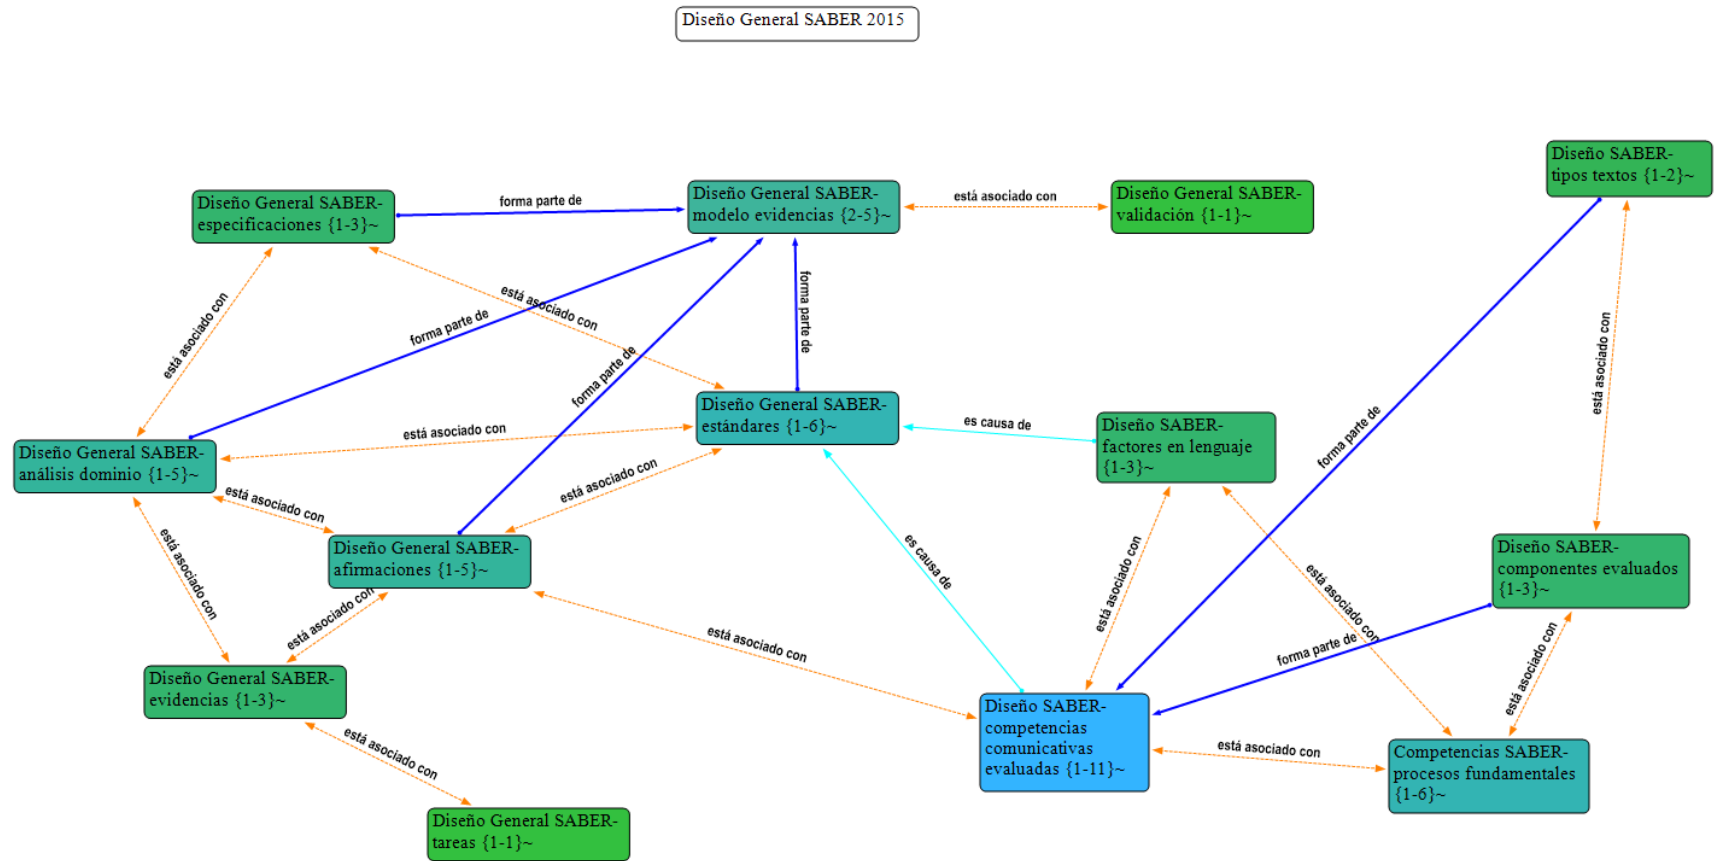 Diseño General SABER 2015
Diseño SABER-
tipos textos {1-2}~
Diseño General SABER-
especificaciones {1-3}~
forma parte de
Diseño General SABER-
modelo evidencias {2-5}~
está asociado con
Diseño General SABER-
validación {1-1}~
está asociado con
forma parte de
está asociado con
forma parte de
forma parte de
está asociado con
forma parte de
Diseño General SABER-
análisis dominio {1-5}~
está asociado con
Diseño General SABER-
estándares {1-6}~
es causa de
Diseño SABER-
factores en lenguaje
{1-3}~
está asociado con
está asociado con
está asociado con
Diseño General SABER-
afirmaciones {1-5}~
es causa de
está asociado con
está asociado con
Diseño SABER-
componentes evaluados
{1-3}~
está asociado con
está asociado con
forma parte de
está asociado con
Diseño General SABER-
evidencias {1-3}~
está asociado con
Diseño SABER-
competencias
comunicativas
evaluadas {1-11}~
está asociado con
Competencias SABER-
procesos fundamentales
{1-6}~
Diseño General SABER-
tareas {1-1}~